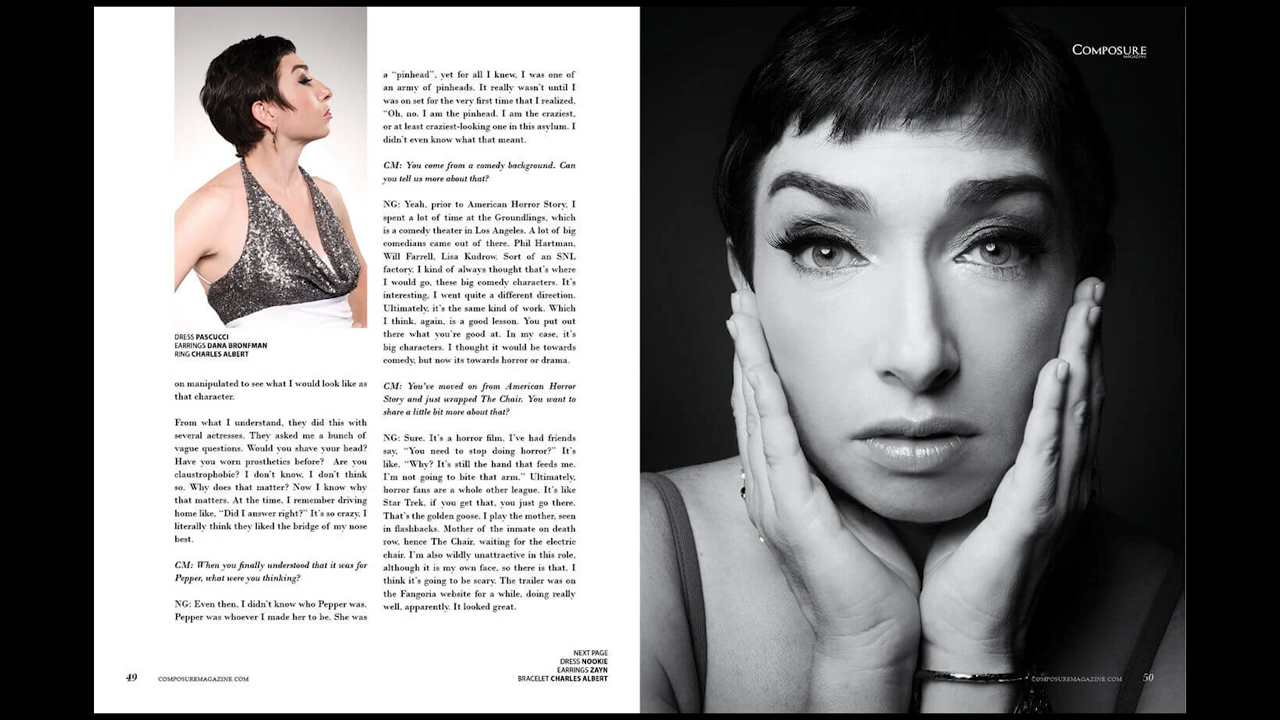 DRESS PASCUCCI
EARRINGS DANA BRONFMAN
RING CHARLES ALBERT
on manipulated to see what I would look like as
that character.
From what I understand, they did this with
several actresses. They asked me a bunch of
vague questions. Would you shave your head?
Have you worn prosthetics before? Are you
claustrophobic? I don't know, I don't think
so. Why does that matter? Now I know why
that matters. At the time, I remember driving
home like, “Did I answer right?” It's so crazy, I
literally think they liked the bridge of my nose
best.
CM: When you finally understood that it was for
Pepper, what were you thinking?
NG: Even then, I didn't know who Pepper was.
Pepper was whoever I made her to be. She was
a “pinhead”, yet for all I knew, I was one of
an army of pinheads. It really wasn't until I
was on set for the very first time that I realized,
“Oh, no. I am the pinhead. I am the craziest,
or at least craziest-looking one in this asylum. I
didn't even know what that meant.
CM: You come from a comedy background. Can
you tell us more about that?
NG: Yeah, prior to American Horror Story, I
spent a lot of time at the Groundlings, which
is a comedy theater in Los Angeles. A lot of big
comedians came out of there. Phil Hartman,
Will Farrell, Lisa Kudrow. Sort of an SNL
factory. I kind of always thought that's where
I would go, these big comedy characters. It's
interesting, I went quite a different direction.
Ultimately, it's the same kind of work. Which
I think, again, is a good lesson. You put out
there what you're good at. In my case, it's
big characters. I thought it would be towards
comedy, but now its towards horror or drama.
CM: You've moved on from American Horror
Story and just wrapped The Chair. You want to
share a little bit more about that?
NG: Sure. It's a horror film. I've had friends
say, “You need to stop doing horror?” It's
like, “Why? It's still the hand that feeds me.
I'm not going to bite that arm.” Ultimately,
horror fans are a whole other league. It's like
Star Trek, if you get that, you just go there.
That's the golden goose. I play the mother, seen
in flashbacks. Mother of the inmate on death
row, hence The Chair, waiting for the electric
chair. I'm also wildly unattractive in this role,
although it is my own face, so there is that. I
think it's going to be scary. The trailer was on
the Fangoria website for a while, doing really
well, apparently. It looked great.
NEXT PAGE
DRESS NOOKIE
EARRINGS ZAYN
BRACELET CHARLES ALBERT
49 COMPOSUREMAGAZINE.COM
COMPOSURE
MAGAZINE
COMPOSUREMAGAZINE.COM 50